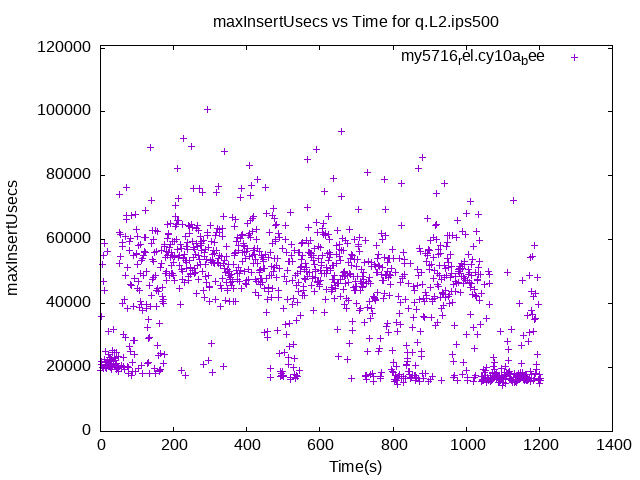 maxInsertUsecs vs Time for q.L2.ips500
my5716rel.cy10abee
120000
100000
80000
60000
40000
20000
0
maxInsertUsecs
0 200 400 600 800 1000 1200 1400
Time(s)